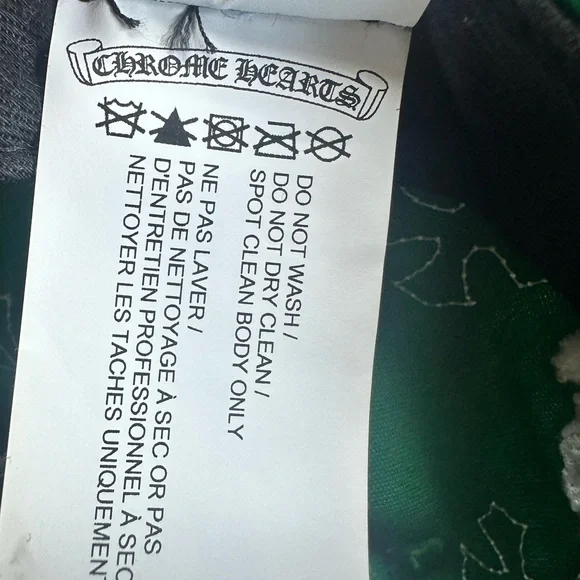 CHROME HEARTS
DO NOT WASH /
DO NOT DRY CLEAN /
SPOT CLEAN BODY ONLY
NE PAS LAVER /
PAS DE NETTOYAGE À SEC OR PAS
D'ENTRETIEN PROFESSIONNEL À SEC
NETTOYER LES TACHES UNIQUEMENT